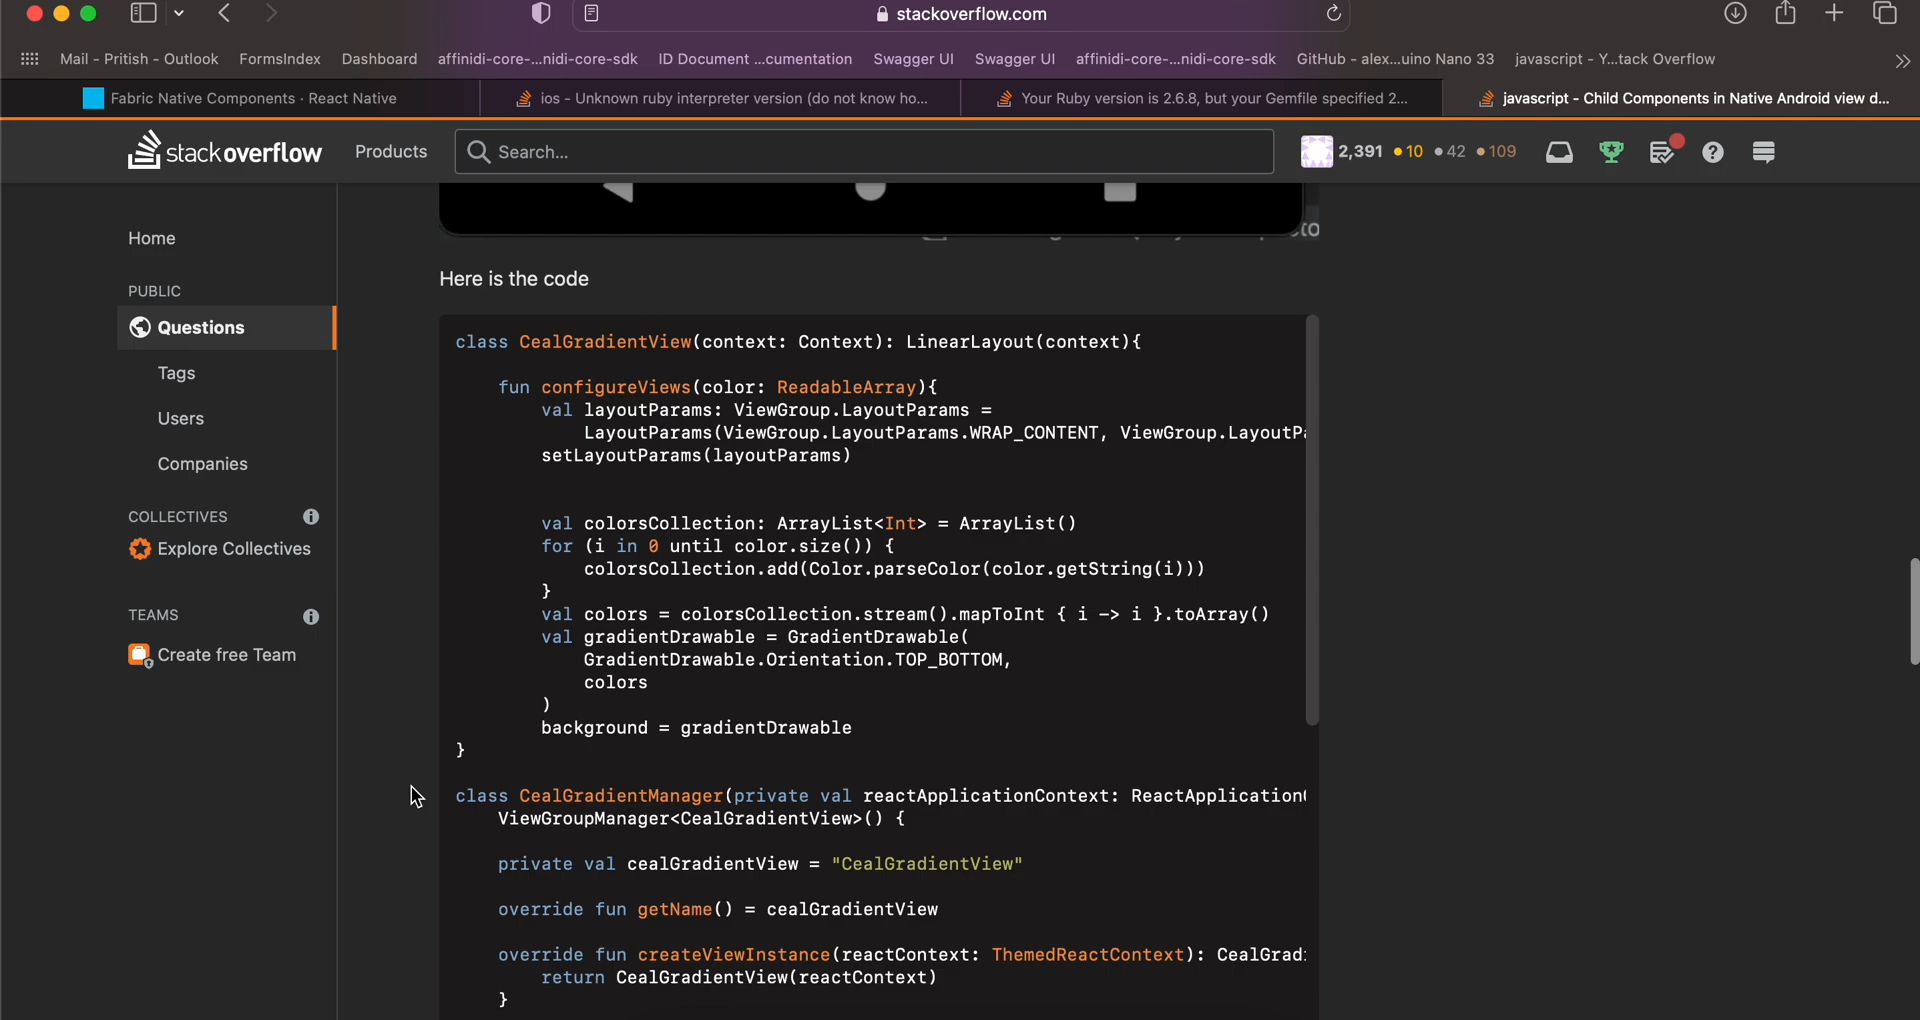 stackoverflow.com
Mail - Pritish - Outlook FormsIndex Dashboard affinidi-core-...nidi-core-sdk ID Document ...cumentation Swagger UI Swagger UI affinidi-core-...nidi-core-sdk GitHub - alex...uino Nano 33 javascript - Y...tack Overflow
Fabric Native Components · React Native ios - Unknown ruby interpreter version (do not know ho... Your Ruby version is 2.6.8, but your Gemfile specified 2... javascript - Child Components in Native Android view d...
stackoverflow Products Search... 2,391 10 42 109
Home
PUBLIC
Questions
Tags
Users
Companies
COLLECTIVES
Explore Collectives
TEAMS
Create free Team
Here is the code
class CealGradientView(context: Context): LinearLayout(context){
fun configureViews(color: ReadableArray){
val layoutParams: ViewGroup.LayoutParams =
LayoutParams(ViewGroup.LayoutParams.WRAP_CONTENT, ViewGroup.LayoutPa
setLayoutParams(layoutParams)
val colorsCollection: ArrayList<Int> = ArrayList()
for (i in 0 until color.size()) {
colorsCollection.add(Color.parseColor(color.getString(i)))
}
val colors = colorsCollection.stream().mapToInt { i -> i }.toArray()
val gradientDrawable = GradientDrawable(
GradientDrawable.Orientation.TOP_BOTTOM,
colors
)
background = gradientDrawable
}
class CealGradientManager(private val reactApplicationContext: ReactApplication
ViewGroupManager<CealGradientView>() {
private val cealGradientView = "CealGradientView"
override fun getName() = cealGradientView
override fun createViewInstance(reactContext: ThemedReactContext): CealGrad
return CealGradientView(reactContext)
}